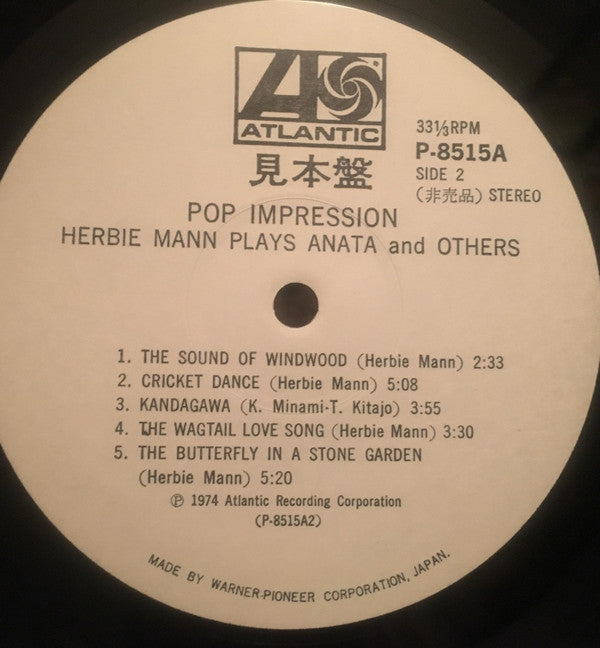 ATLANTIC
見本盤
33⅓RPM
P-8515A
SIDE 2
(非売品) STEREO
POP IMPRESSION
HERBIE MANN PLAYS ANATA and OTHERS
1. THE SOUND OF WINDWOOD (Herbie Mann) 2:33
2. CRICKET DANCE (Herbie Mann) 5:08
3. KANDAGAWA (K. Minami-T. Kitajo) 3:55
4. THE WAGTAIL LOVE SONG (Herbie Mann) 3:30
5. THE BUTTERFLY IN A STONE GARDEN
(Herbie Mann) 5:20
℗ 1974 Atlantic Recording Corporation
(P-8515A2)
MADE BY WARNER-PIONEER CORPORATION, JAPAN.